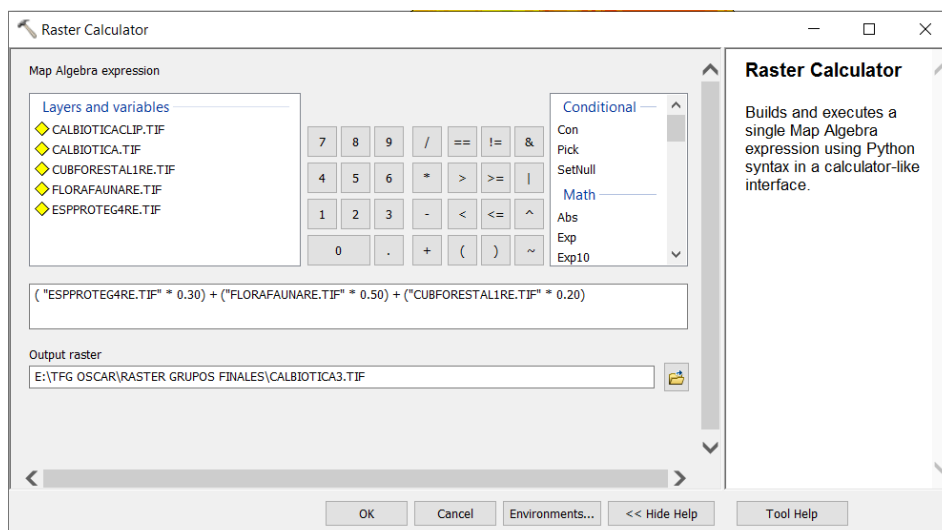 Raster Calculator
Map Algebra expression
Layers and variables
CALBIOTICACLIP.TIF
CALBIOTICA.TIF
CUBFORESTAL1RE.TIF
FLORAFAUNARE.TIF
ESPPROTEG4RE.TIF
7 8 9 / == != &
4 5 6 * > >= |
1 2 3 - < <= ^
0 . + ( ) ~
Conditional
Con
Pick
SetNull
Math
Abs
Exp
Exp10
( "ESPPROTEG4RE.TIF" * 0.30) + ("FLORAFAUNARE.TIF" * 0.50) + ("CUBFORESTAL1RE.TIF" * 0.20)
Output raster
E:\TFG OSCAR\RASTER GRUPOS FINALES\CALBIOTICA3.TIF
OK Cancel Environments... << Hide Help Tool Help
Raster Calculator
Builds and executes a
single Map Algebra
expression using Python
syntax in a calculator-like
interface.